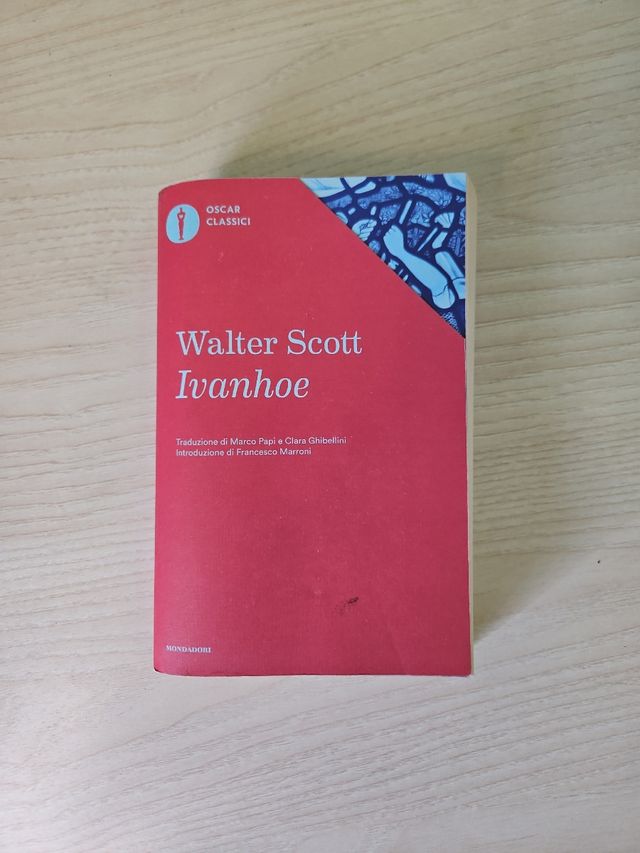 OSCAR
CLASSICI
Walter Scott
Ivanhoe
Traduzione di Marco Papi e Clara Ghibellini
Introduzione di Francesco Marroni
MONDADORI